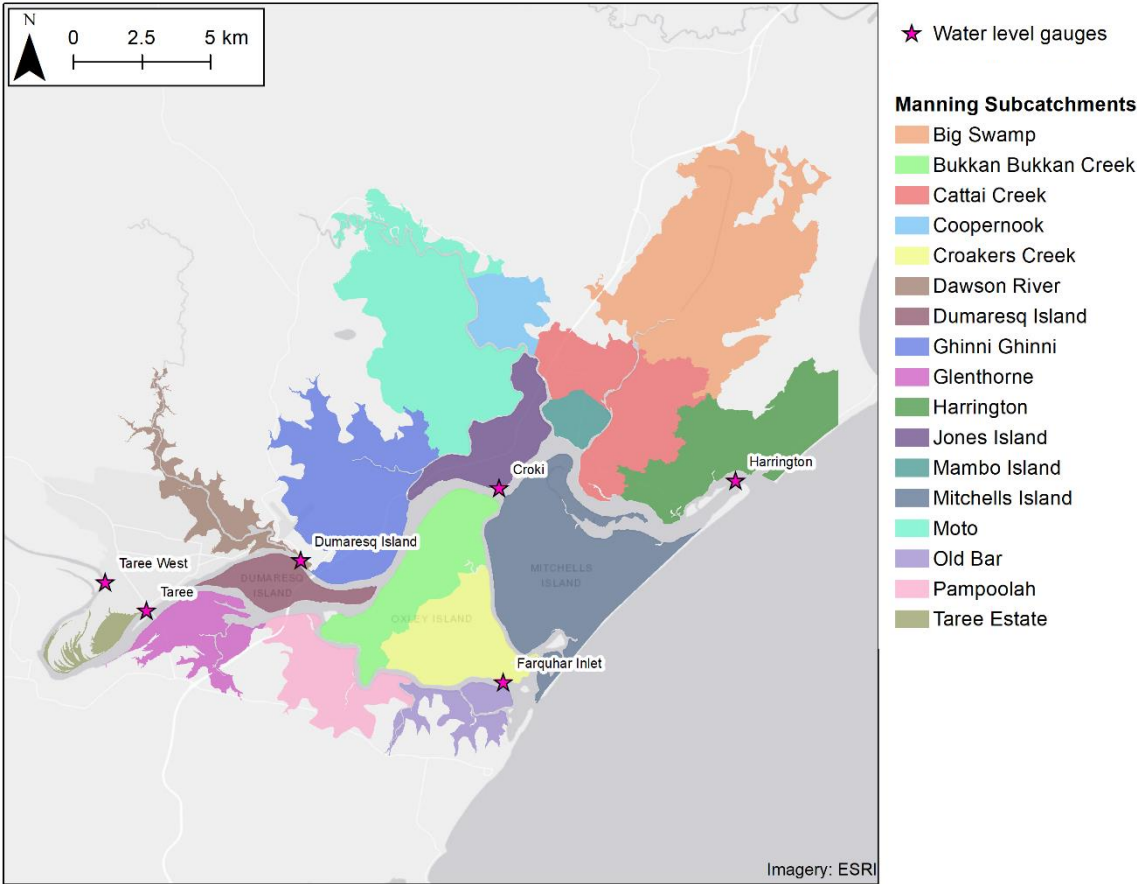 N
0 2.5 5 km
Water level gauges
Manning Subcatchments
Big Swamp
Bukkan Bukkan Creek
Cattai Creek
Coopernook
Croakers Creek
Dawson River
Dumaresq Island
Ghinni Ghinni
Glenthorne
Harrington
Jones Island
Mambo Island
Mitchells Island
Moto
Old Bar
Pampoolah
Taree Estate
Harrington
Croki
Dumaresq Island
Taree West
Taree
DUMARESQ
ISLAND
MITCHELLS
ISLAND
OXLEY ISLAND
Farquhar Inlet
Imagery: ESRI